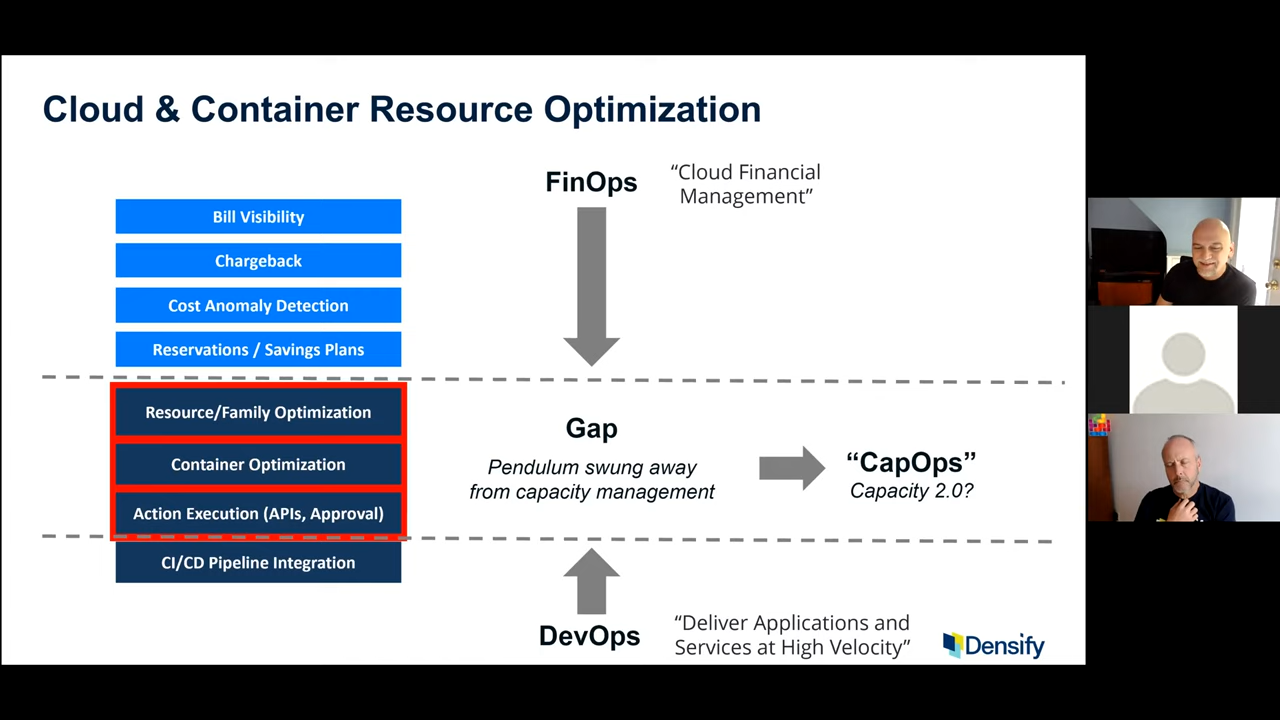 Cloud & Container Resource Optimization
Bill Visibility
Chargeback
Cost Anomaly Detection
Reservations / Savings Plans
Resource/Family Optimization
Container Optimization
Action Execution (APIs, Approval)
CI/CD Pipeline Integration
FinOps
“Cloud Financial
Management”
Gap
Pendulum swung away
from capacity management
“CapOps”
Capacity 2.0?
DevOps
“Deliver Applications and
Services at High Velocity”
Densify